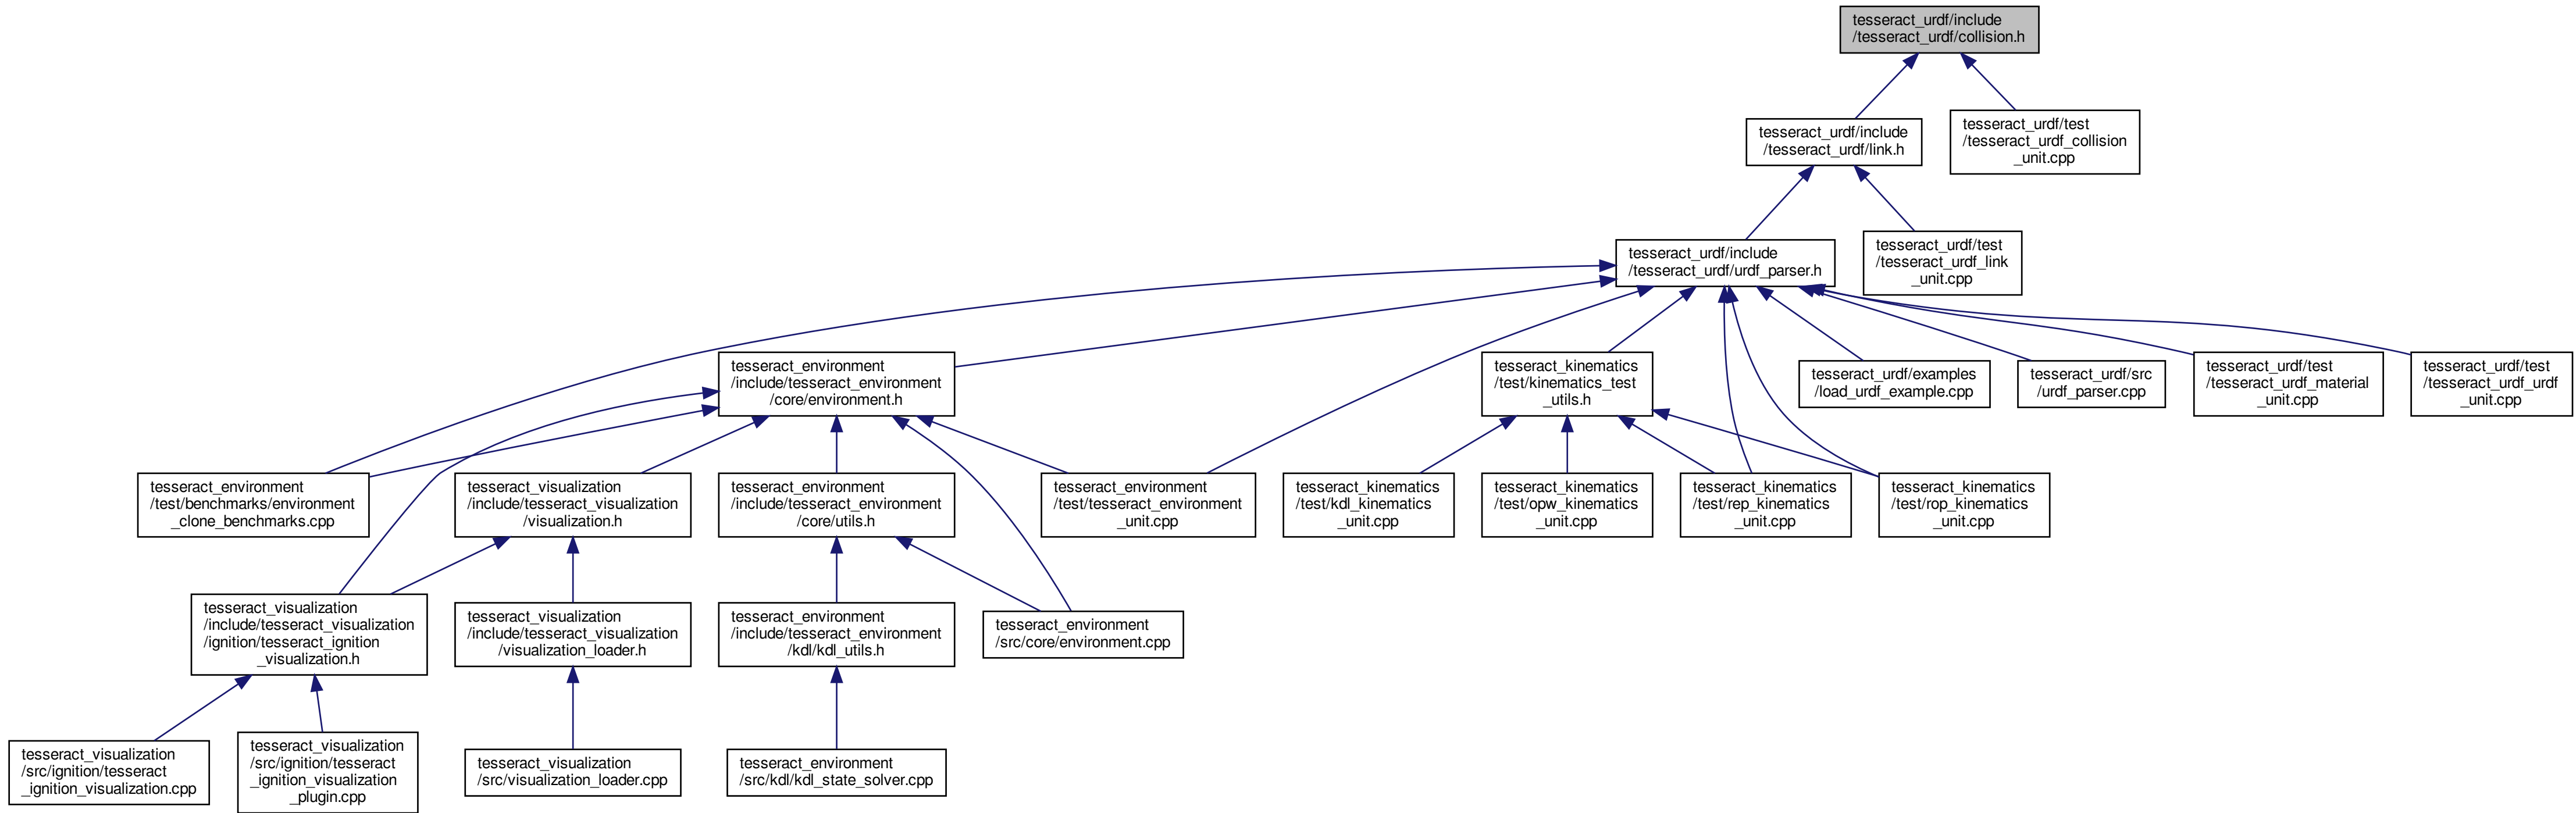 tesseract_urdf/include
/tesseract_urdf/collision.h
tesseract_urdf/include
/tesseract_urdf/link.h
tesseract_urdf/test
/tesseract_urdf_collision
_unit.cpp
tesseract_urdf/include
/tesseract_urdf/urdf_parser.h
tesseract_urdf/test
/tesseract_urdf_link
_unit.cpp
tesseract_environment
/include/tesseract_environment
/core/environment.h
tesseract_kinematics
/test/kinematics_test
_utils.h
tesseract_urdf/examples
/load_urdf_example.cpp
tesseract_urdf/src
/urdf_parser.cpp
tesseract_urdf/test
/tesseract_urdf_material
_unit.cpp
tesseract_urdf/test
/tesseract_urdf_urdf
_unit.cpp
tesseract_environment
/test/benchmarks/environment
_clone_benchmarks.cpp
tesseract_visualization
/include/tesseract_visualization
/visualization.h
tesseract_environment
/include/tesseract_environment
/core/utils.h
tesseract_environment
/test/tesseract_environment
_unit.cpp
tesseract_kinematics
/test/kdl_kinematics
_unit.cpp
tesseract_kinematics
/test/opw_kinematics
_unit.cpp
tesseract_kinematics
/test/rep_kinematics
_unit.cpp
tesseract_kinematics
/test/rop_kinematics
_unit.cpp
tesseract_visualization
/include/tesseract_visualization
/ignition/tesseract_ignition
_visualization.h
tesseract_visualization
/include/tesseract_visualization
/visualization_loader.h
tesseract_environment
/include/tesseract_environment
/kdl/kdl_utils.h
tesseract_environment
/src/core/environment.cpp
tesseract_visualization
/src/ignition/tesseract
_ignition_visualization.cpp
tesseract_visualization
/src/ignition/tesseract
_ignition_visualization
_plugin.cpp
tesseract_visualization
/src/visualization_loader.cpp
tesseract_environment
/src/kdl/kdl_state_solver.cpp